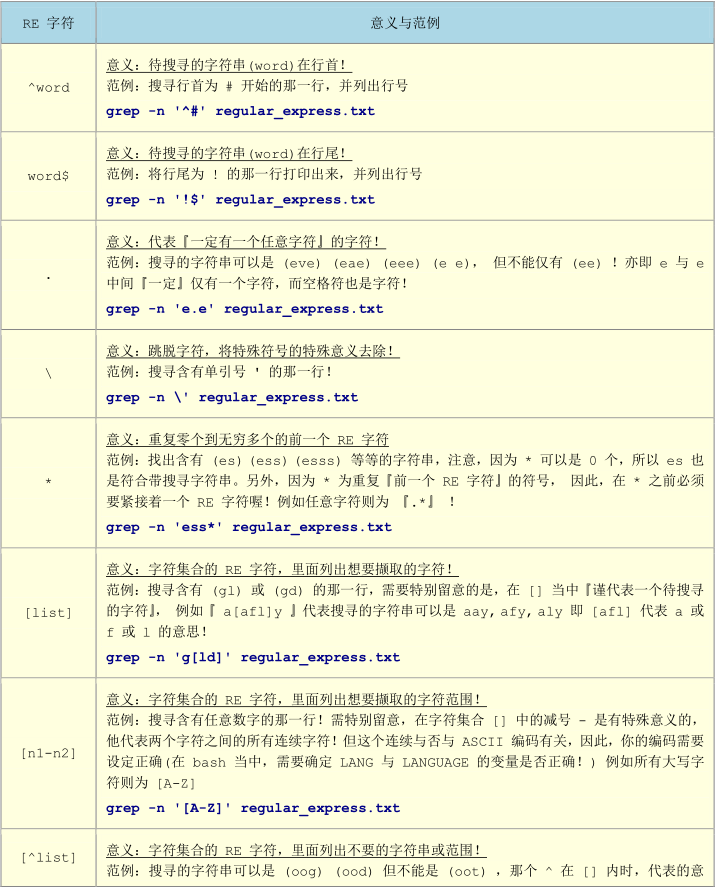 RE 字符
意义与范例
^word
意义：待搜寻的字符串(word)在行首！
范例：搜寻行首为 # 开始的那一行，并列出行号
grep -n '^#' regular_express.txt
word$
意义：待搜寻的字符串(word)在行尾！
范例：将行尾为 ! 的那一行打印出来，并列出行号
grep -n '!$' regular_express.txt
.
意义：代表『一定有一个任意字符』的字符！
范例：搜寻的字符串可以是 (eve) (eae) (eee) (e e)， 但不能仅有 (ee) ！亦即 e 与 e
中间『一定』仅有一个字符，而空格符也是字符！
grep -n 'e.e' regular_express.txt
\
意义：跳脱字符，将特殊符号的特殊意义去除！
范例：搜寻含有单引号 ' 的那一行！
grep -n \' regular_express.txt
*
意义：重复零个到无穷多个的前一个 RE 字符
范例：找出含有 (es) (ess) (esss) 等等的字符串，注意，因为 * 可以是 0 个，所以 es 也
是符合带搜寻字符串。另外，因为 * 为重复『前一个 RE 字符』的符号， 因此，在 * 之前必须
要紧接着一个 RE 字符喔！例如任意字符则为 『.*』 ！
grep -n 'ess*' regular_express.txt
[list]
意义：字符集合的 RE 字符，里面列出想要撷取的字符！
范例：搜寻含有 (gl) 或 (gd) 的那一行，需要特别留意的是，在 [] 当中『谨代表一个待搜寻
的字符』， 例如『 a[afl]y 』代表搜寻的字符串可以是 aay, afy, aly 即 [afl] 代表 a 或
f 或 l 的意思！
grep -n 'g[ld]' regular_express.txt
[n1-n2]
意义：字符集合的 RE 字符，里面列出想要撷取的字符范围！
范例：搜寻含有任意数字的那一行！需特别留意，在字符集合 [] 中的减号 - 是有特殊意义的，
他代表两个字符之间的所有连续字符！但这个连续与否与 ASCII 编码有关，因此，你的编码需要
设定正确(在 bash 当中，需要确定 LANG 与 LANGUAGE 的变量是否正确！) 例如所有大写字
符则为 [A-Z]
grep -n '[A-Z]' regular_express.txt
[^list]
意义：字符集合的 RE 字符，里面列出不要的字符串或范围！
范例：搜寻的字符串可以是 (oog) (ood) 但不能是 (oot) ，那个 ^ 在 [] 内时，代表的意